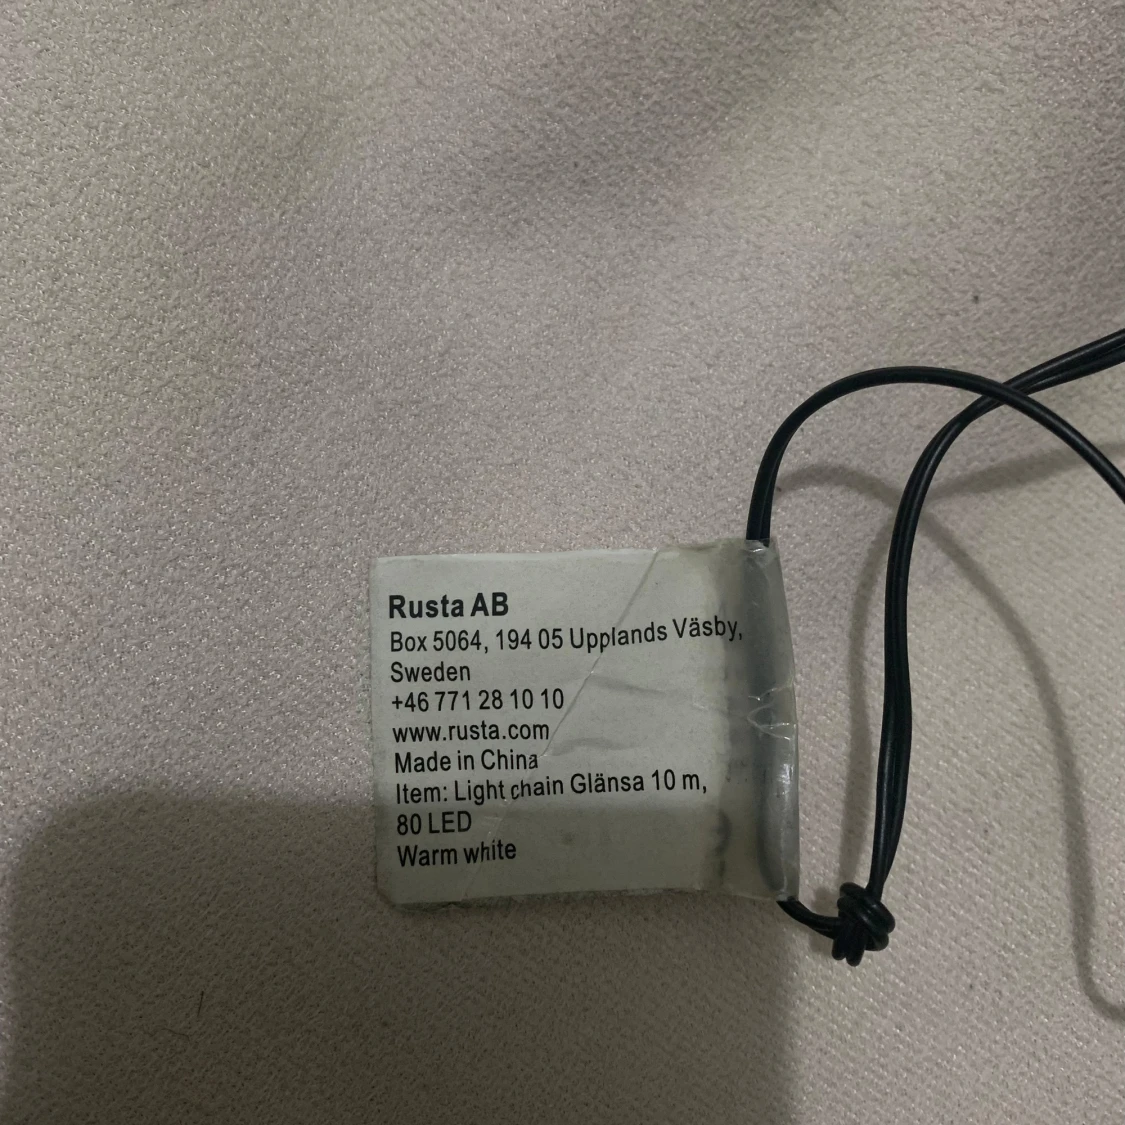 Rusta AB
Box 5064, 194 05 Upplands Väsby,
Sweden
+46 771 28 10 10
www.rusta.com
Made in China
Item: Light chain Glänsa 10 m,
80 LED
Warm white